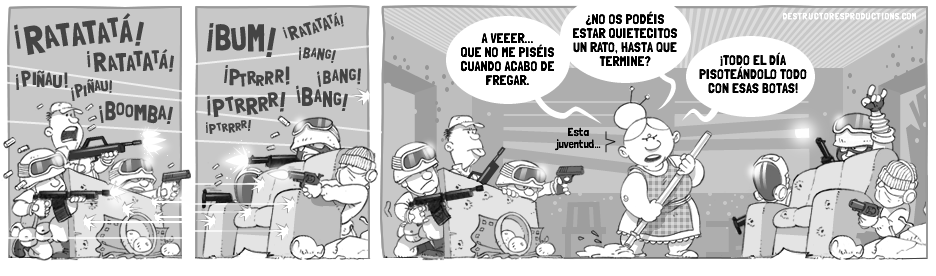 ¡RATATATÁ!
¡RATATATÁ!
¡PIÑAU!
¡PIÑAU!
¡BOOMBA!
¡BUM!
¡RATATATÁ!
¡BANG!
¡PTRRRR!
¡BANG!
¡PTRRRR!
¡BANG!
¡PTRRRR!
DESTRUCTORESPRODUCTIONS.COM
A VEEER...
QUE NO ME PISÉIS
CUANDO ACABO DE
FREGAR.
¿NO OS PODÉIS
ESTAR QUIETECITOS
UN RATO, HASTA QUE
TERMINE?
¡TODO EL DÍA
PISOTEÁNDOLO TODO
CON ESAS BOTAS!
Esta
juventud...